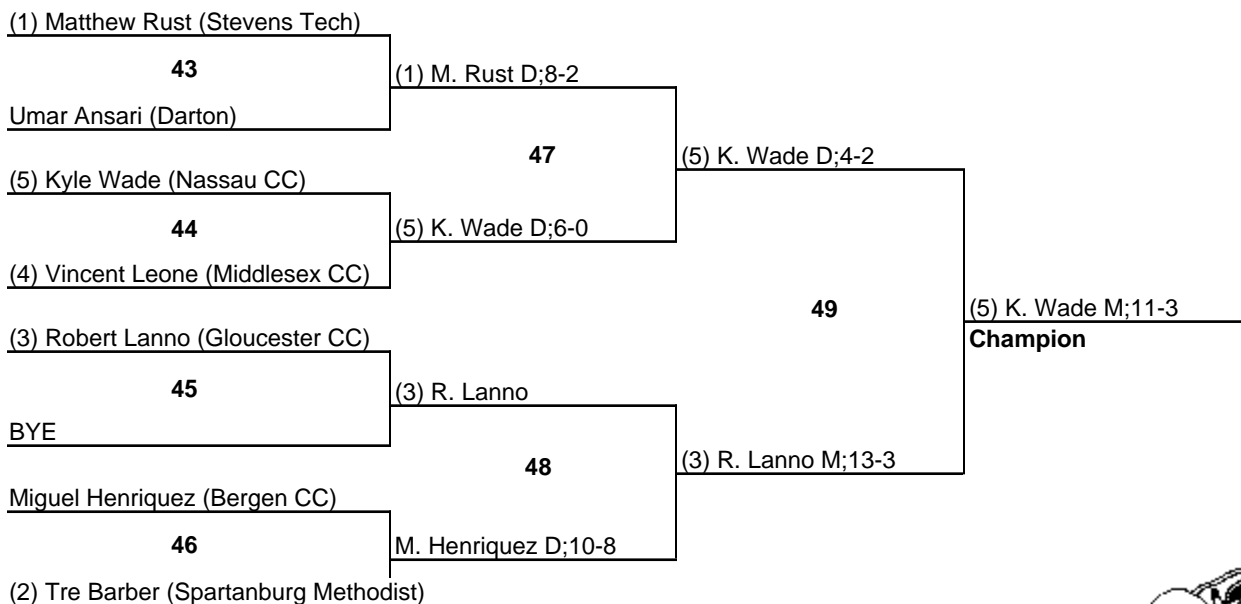 (1) Matthew Rust (Stevens Tech)
43
(1) M. Rust D;8-2
Umar Ansari (Darton)
47
(5) K. Wade D;4-2
(5) Kyle Wade (Nassau CC)
44
(5) K. Wade D;6-0
(4) Vincent Leone (Middlesex CC)
49
(5) K. Wade M;11-3
Champion
(3) Robert Lanno (Gloucester CC)
45
(3) R. Lanno
BYE
48
(3) R. Lanno M;13-3
Miguel Henriquez (Bergen CC)
46
M. Henriquez D;10-8
(2) Tre Barber (Spartanburg Methodist)